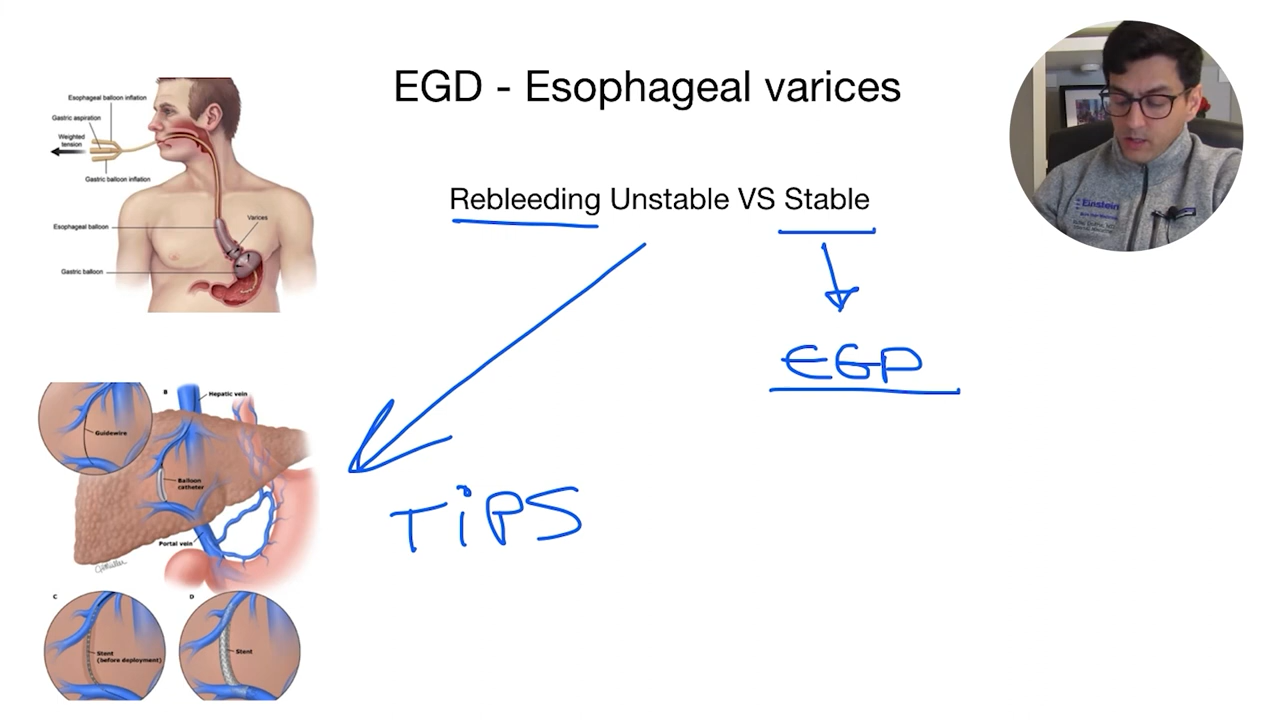 EGD - Esophageal varices
Rebleeding Unstable VS Stable
EGD
TiPS
Esophageal balloon inflation
Gastric aspiration
Weighted
tension
Gastric balloon inflation
Varices
Esophageal balloon
Gastric balloon
B
Hepatic vein
Guidewire
Balloon
catheter
Portal vein
C
D
Stent
(before deployment)
Stent
Einstein